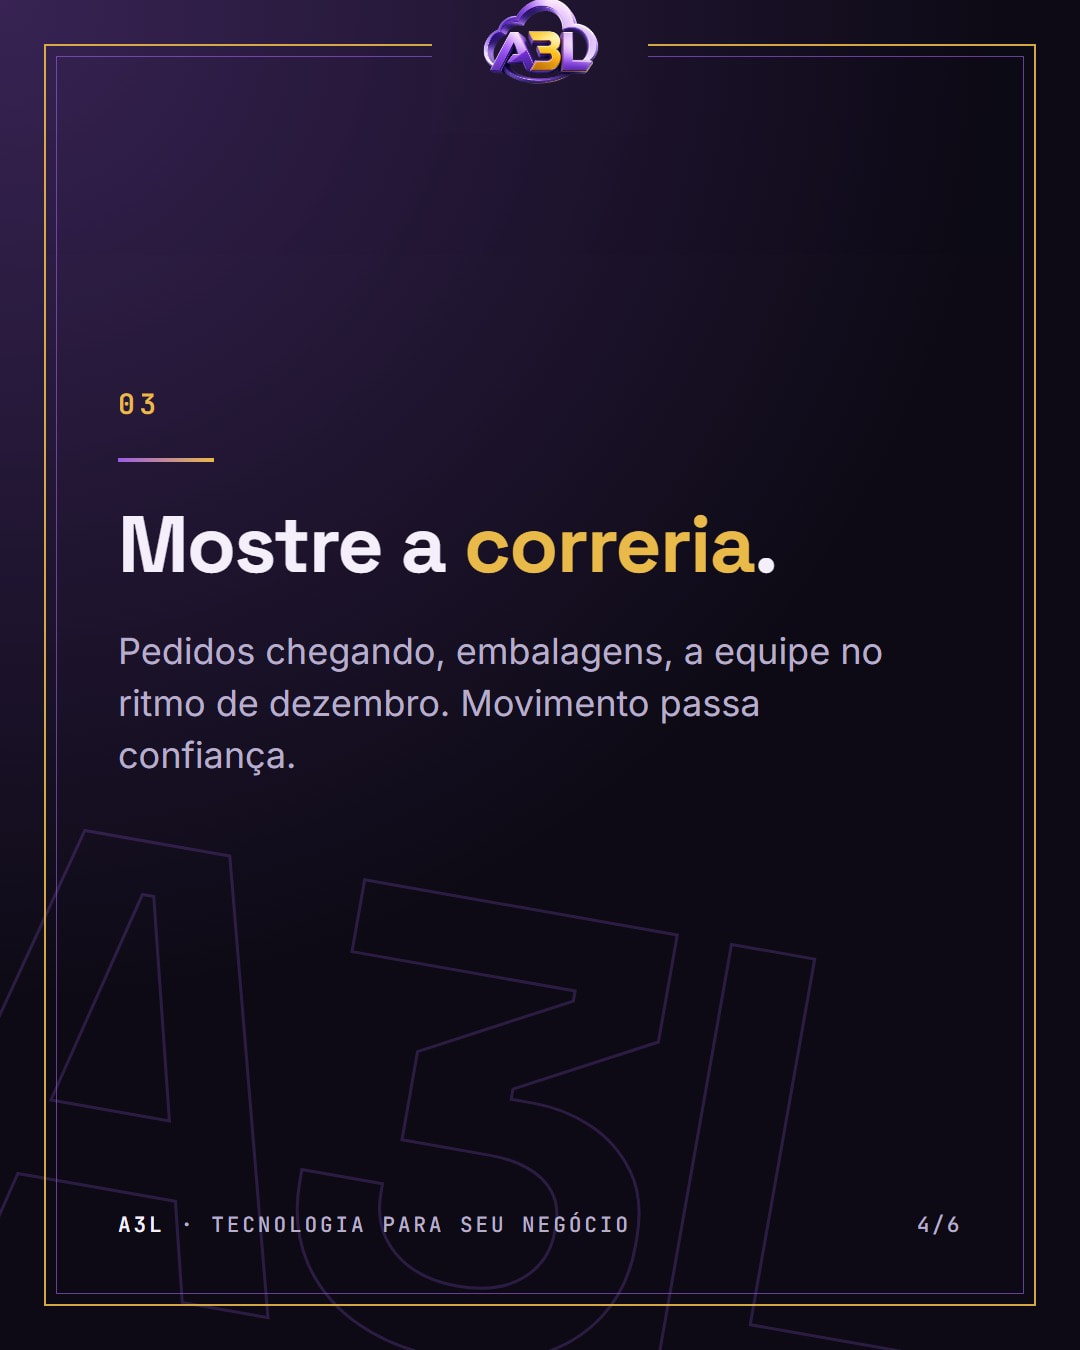 A3L
03
Mostre a correria.
Pedidos chegando, embalagens, a equipe no
ritmo de dezembro. Movimento passa
confiança.
A3L
A3L · TECNOLOGIA PARA SEU NEGÓCIO
4/6